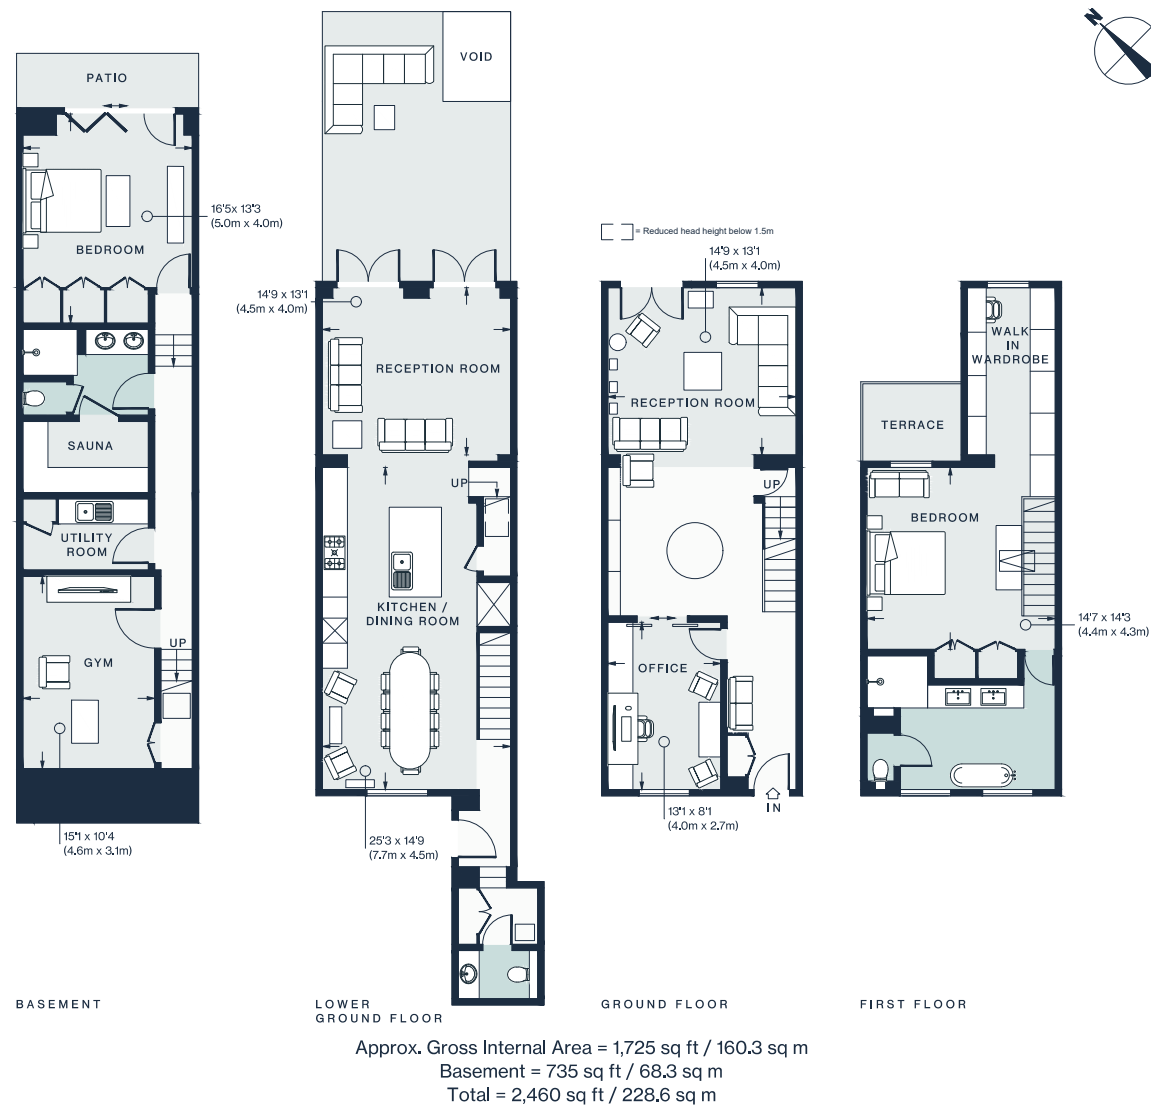 N
PATIO
16'5x 13'3
(5.0m x 4.0m)
BEDROOM
SAUNA
UTILITY
ROOM
UP
GYM
15'1 x 10'4
(4.6m x 3.1m)
BASEMENT
VOID
14'9 x 13'1
(4.5m x 4.0m)
RECEPTION ROOM
UP
KITCHEN /
DINING ROOM
25'3 x 14'9
(7.7m x 4.5m)
LOWER
GROUND FLOOR
= Reduced head height below 1.5m
14'9 x 13'1
(4.5m x 4.0m)
RECEPTION ROOM
UP
OFFICE
13'1 x 8'1
(4.0m x 2.7m)
IN
GROUND FLOOR
WALK
IN
WARDROBE
TERRACE
BEDROOM
14'7 x 14'3
(4.4m x 4.3m)
FIRST FLOOR
Approx. Gross Internal Area = 1,725 sq ft / 160.3 sq m
Basement = 735 sq ft / 68.3 sq m
Total = 2,460 sq ft / 228.6 sq m